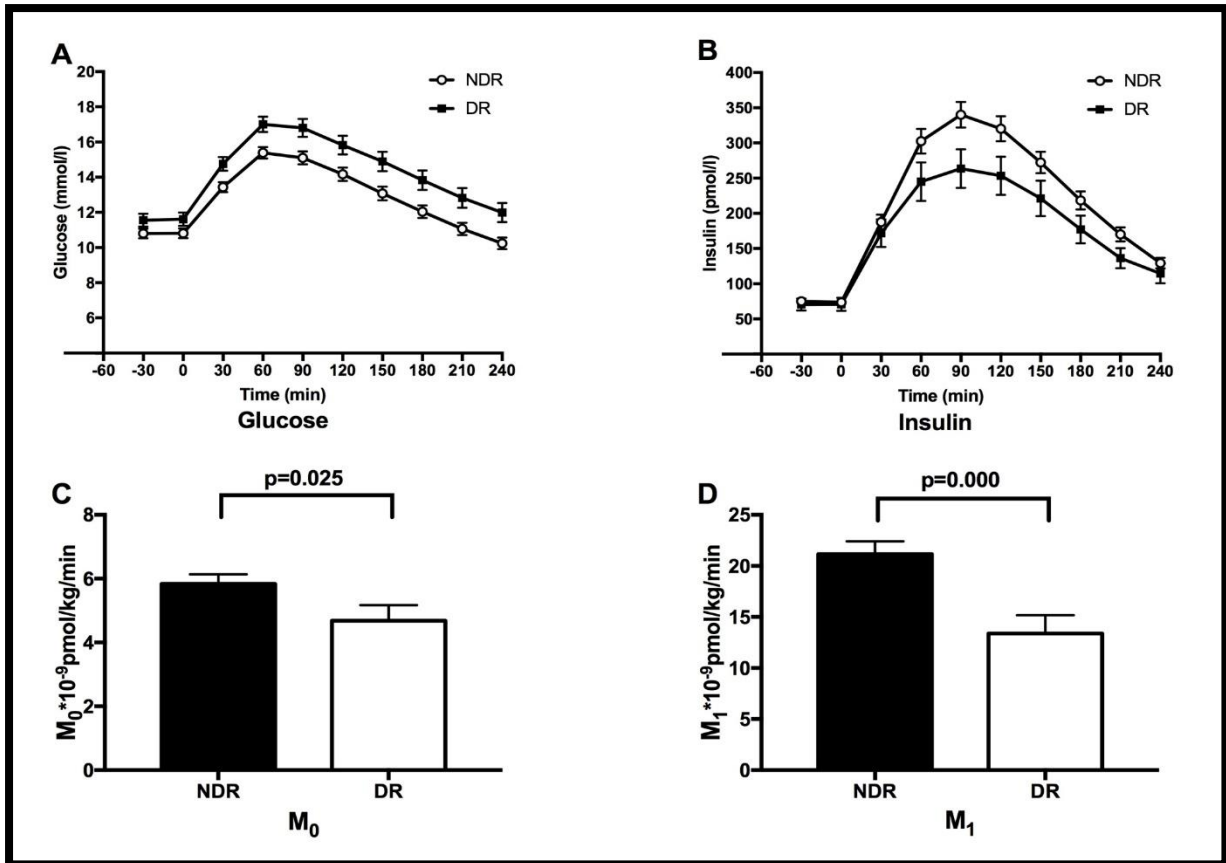 A
NDR
DR
Glucose (mmol/l)
20
18
16
14
12
10
8
6
-60 -30 0 30 60 90 120 150 180 210 240
Time (min)
Glucose
B
NDR
DR
Insulin (pmol/l)
400
350
300
250
200
150
100
50
-60 -30 0 30 60 90 120 150 180 210 240
Time (min)
Insulin
C
p=0.025
M₀*10⁻⁹pmol/kg/min
8
6
4
2
0
NDR DR
M₀
D
p=0.000
M₁*10⁻⁹pmol/kg/min
25
20
15
10
5
0
NDR DR
M₁